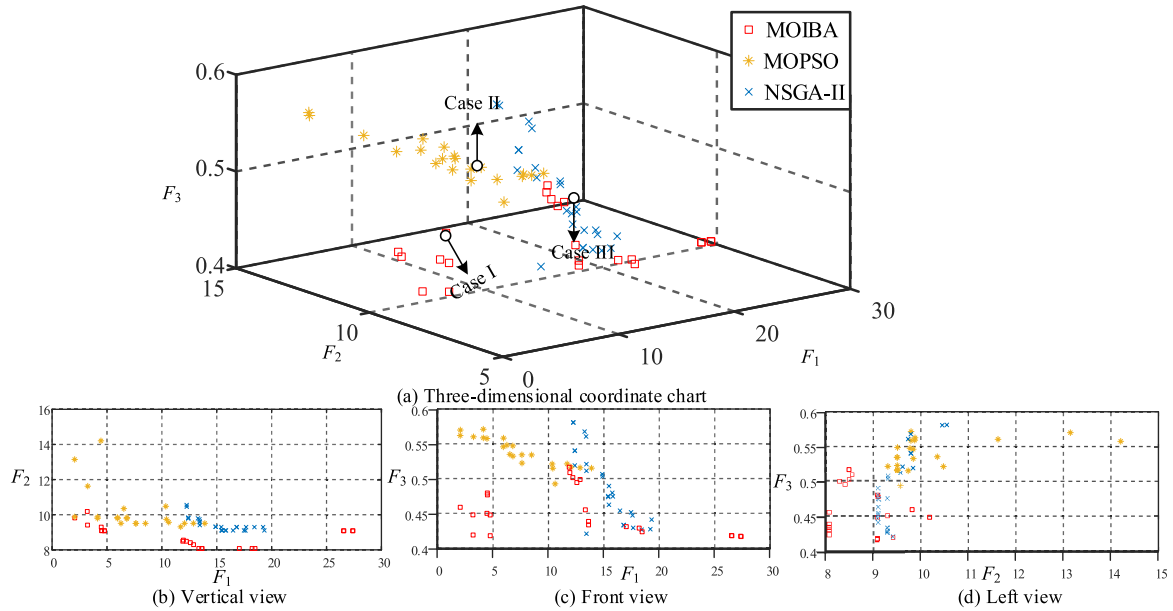 MOIBA
MOPSO
NSGA-II
0.6
0.5
F3
0.4
15
10
F2
5
0
10
20
30
F1
Case II
Case I
Case III
(a) Three-dimensional coordinate chart
16
14
12
F2
10
8
0 5 10 15 20 25 30
F1
(b) Vertical view
0.6
0.55
0.5
F3
0.45
0.4
0 5 10 15 20 25 30
F1
(c) Front view
0.6
0.55
0.5
F3
0.45
0.4
8 9 10 11 12 13 14 15
F2
(d) Left view